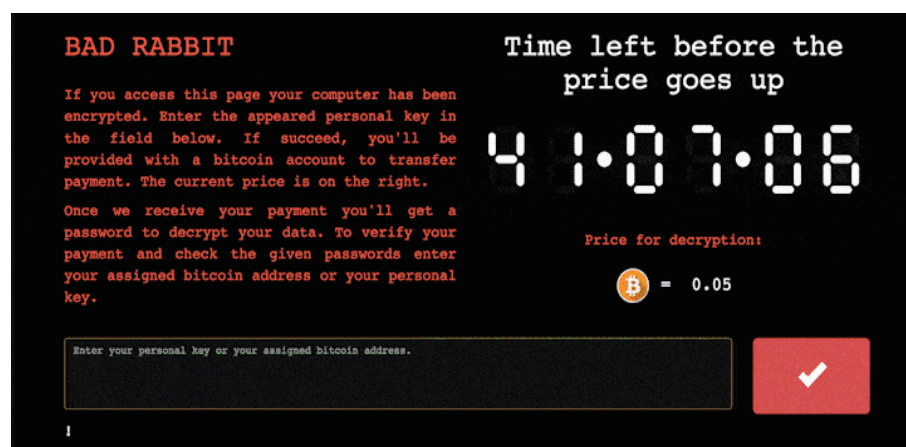 BAD RABBIT
If you access this page your computer has been
encrypted. Enter the appeared personal key in
the field below. If succeed, you'll be
provided with a bitcoin account to transfer
payment. The current price is on the right.
Once we receive your payment you'll get a
password to decrypt your data. To verify your
payment and check the given passwords enter
your assigned bitcoin address or your personal
key.
Time left before the
price goes up
41•07•06
Price for decryption:
₿ = 0.05
Enter your personal key or your assigned bitcoin address.
!